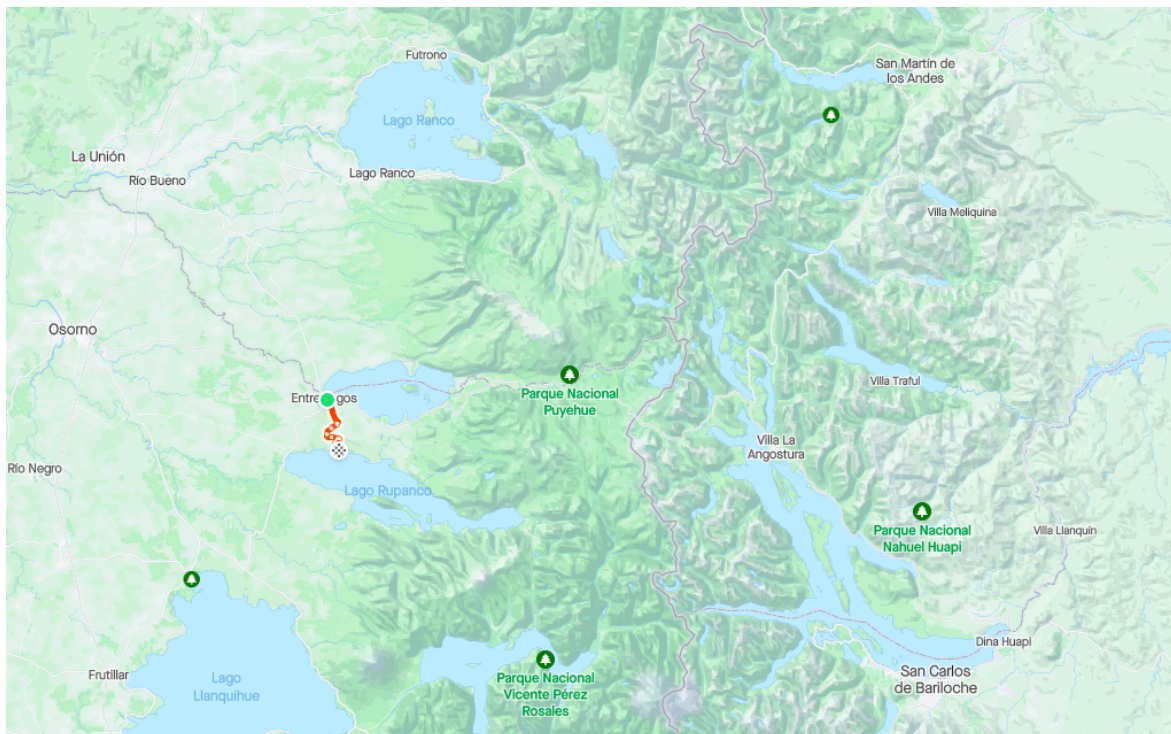 Futrono
San Martín de
los Andes
Lago Ranco
La Unión
Río Bueno
Lago Ranco
Villa Meliquina
Osorno
Parque Nacional
Puyehue
Villa Traful
Entre gos
Villa La
Angostura
Río Negro
Lago Rupanco
Parque Nacional
Nahuel Huapi
Villa Llanquín
Dina Huapi
Frutillar
Lago
Llanquihue
Parque Nacional
Vicente Pérez
Rosales
San Carlos
de Bariloche